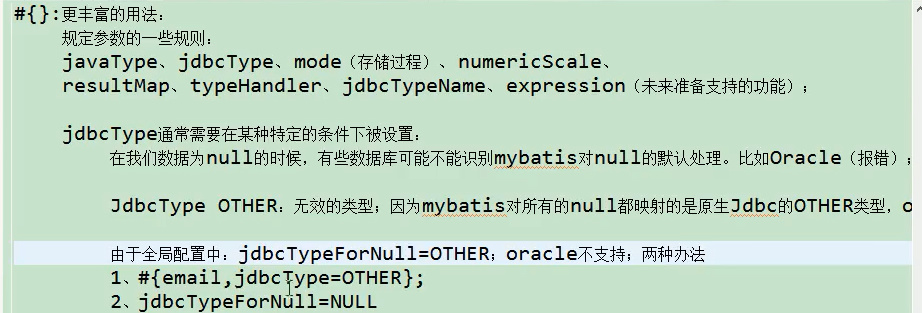 #{}:更丰富的用法:
规定参数的一些规则:
javaType、jdbcType、mode（存储过程）、numericScale、
resultMap、typeHandler、jdbcTypeName、expression（未来准备支持的功能）;
jdbcType通常需要在某种特定的条件下被设置:
在我们数据为null的时候，有些数据库可能不能识别mybatis对null的默认处理。比如Oracle（报错）;
JdbcType OTHER: 无效的类型; 因为mybatis对所有的null都映射的是原生Jdbc的OTHER类型, o
由于全局配置中: jdbcTypeForNull=OTHER; oracle不支持; 两种办法
1、#{email,jdbcType=OTHER};
2、jdbcTypeForNull=NULL